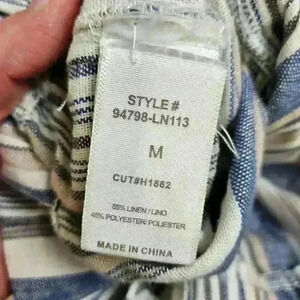 STYLE #
94798-LN113
M
CUT#H1862
55% LINEN / LINO
45% POLYESTER/ POLIESTER
MADE IN CHINA